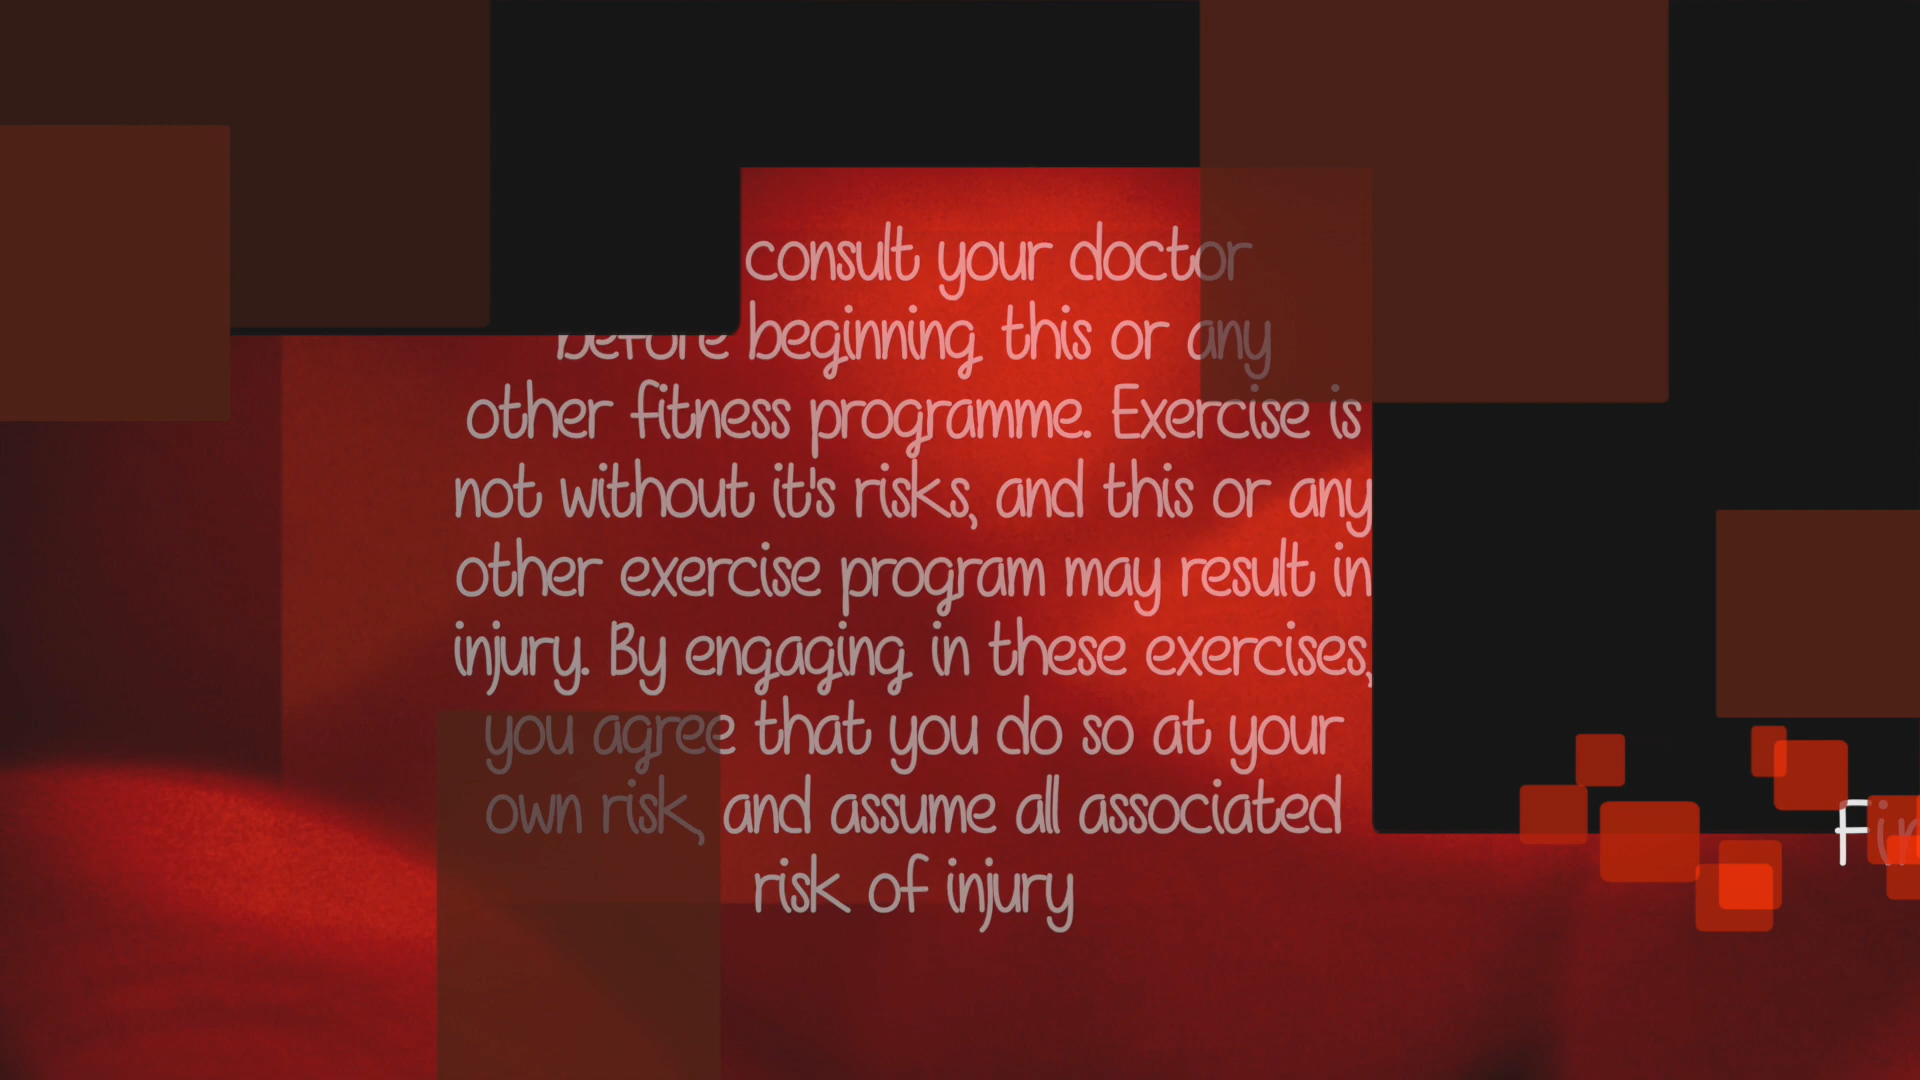 consult your doctor
before beginning this or any
other fitness programme. Exercise is
not without it's risks, and this or any
other exercise program may result in
injury. By engaging in these exercises,
you agree that you do so at your
own risk, and assume all associated
risk of injury